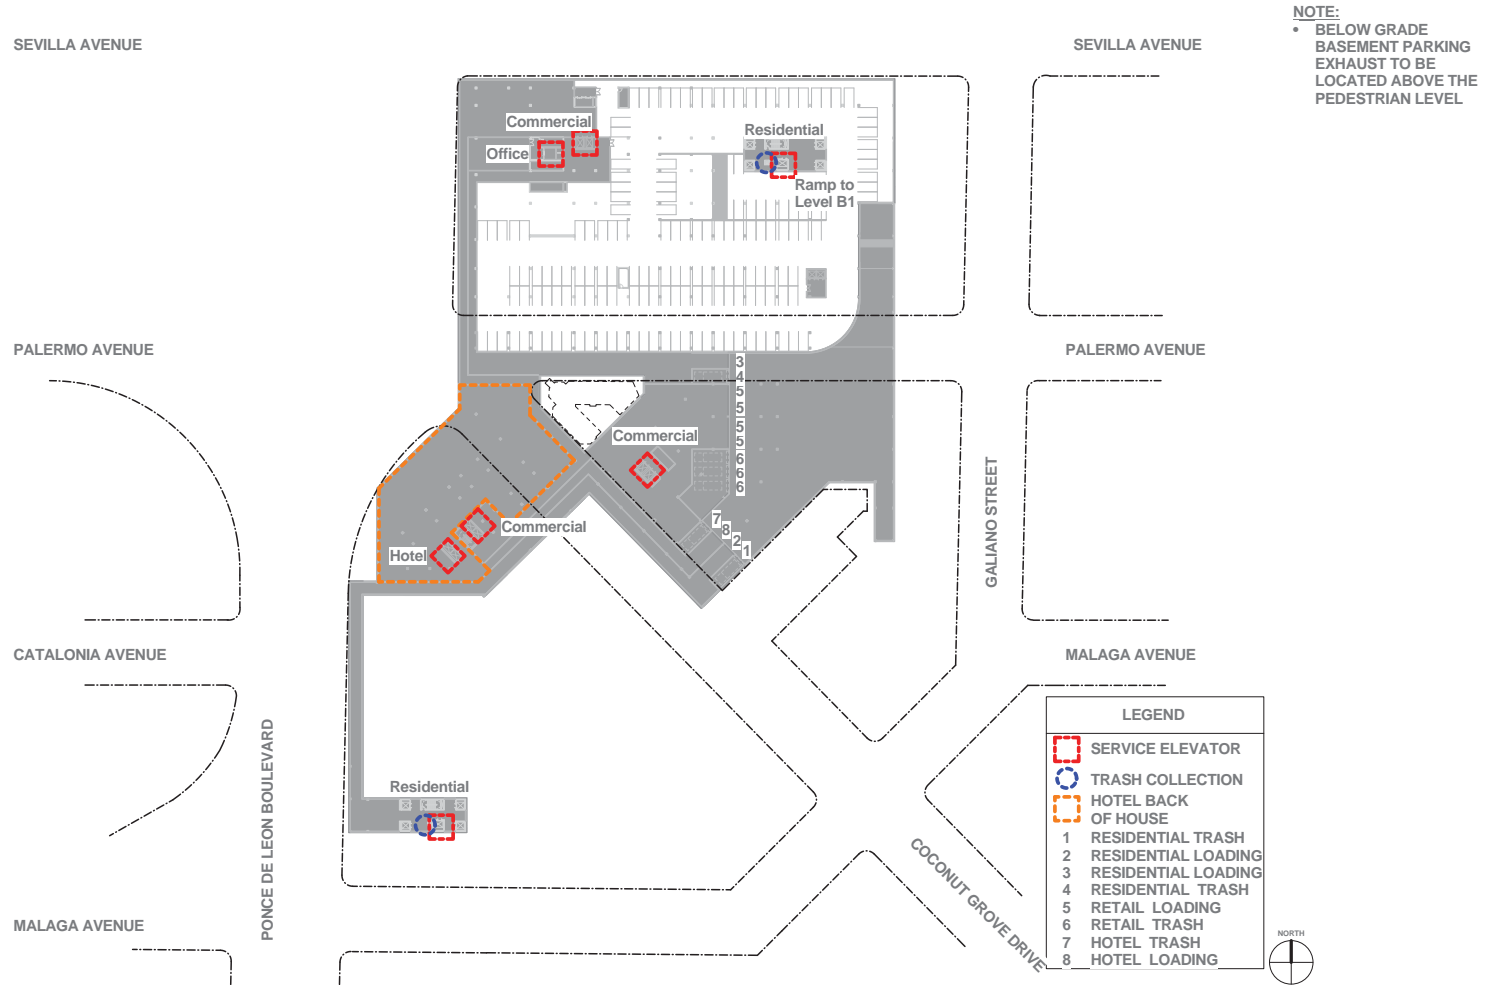 NOTE:
• BELOW GRADE
BASEMENT PARKING
EXHAUST TO BE
LOCATED ABOVE THE
PEDESTRIAN LEVEL
SEVILLA AVENUE
SEVILLA AVENUE
Commercial
Office
Residential
Ramp to
Level B1
PALERMO AVENUE
PALERMO AVENUE
3
4
5
5
5
5
6
6
6
7
8
2
1
Commercial
Commercial
Hotel
GALIANO STREET
CATALONIA AVENUE
MALAGA AVENUE
PONCE DE LEON BOULEVARD
Residential
COCONUT GROVE DRIVE
MALAGA AVENUE
LEGEND
SERVICE ELEVATOR
TRASH COLLECTION
HOTEL BACK
OF HOUSE
1 RESIDENTIAL TRASH
2 RESIDENTIAL LOADING
3 RESIDENTIAL LOADING
4 RESIDENTIAL TRASH
5 RETAIL LOADING
6 RETAIL TRASH
7 HOTEL TRASH
8 HOTEL LOADING
NORTH